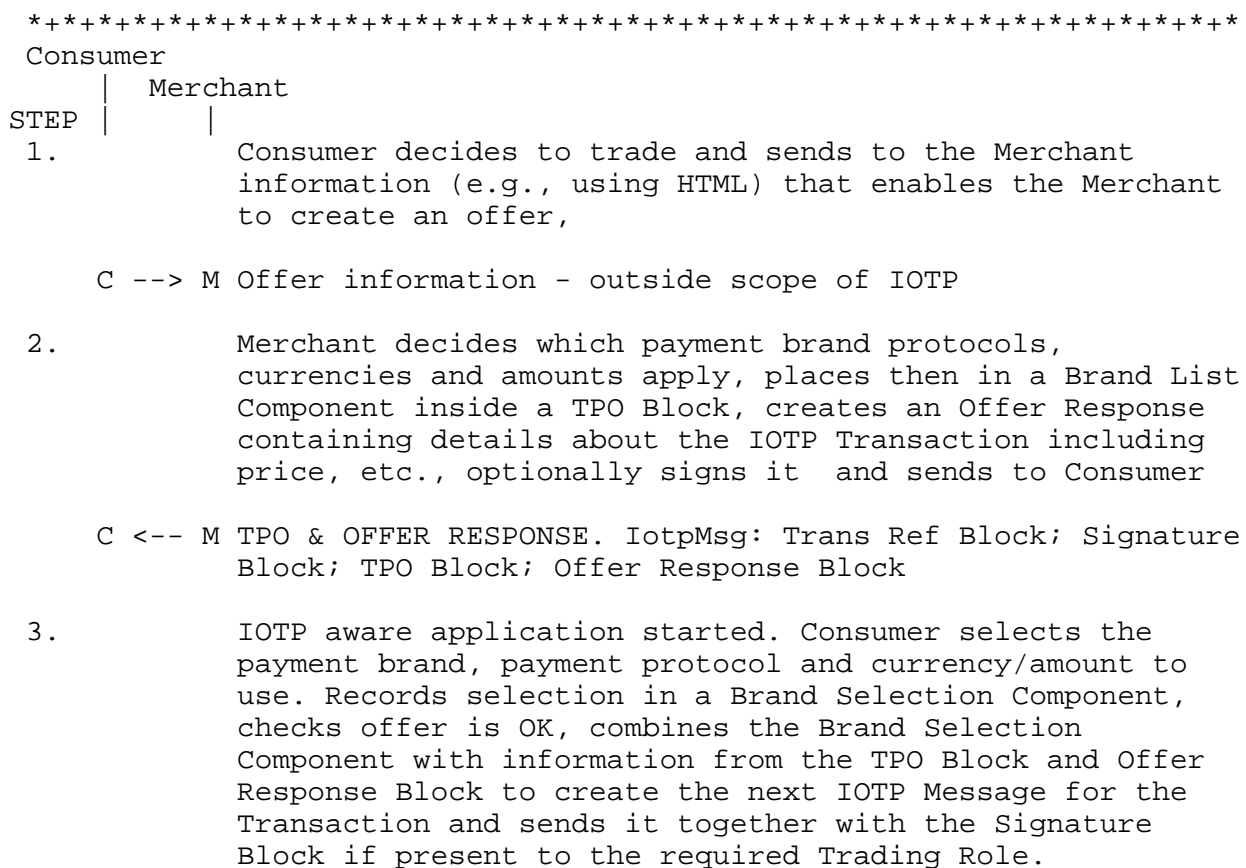 *+*+*+*+*+*+*+*+*+*+*+*+*+*+*+*+*+*+*+*+*+*+*+*+*+*+*+*+*+*+*+*+*+*+*
Consumer
| Merchant
STEP | |
1. Consumer decides to trade and sends to the Merchant
information (e.g., using HTML) that enables the Merchant
to create an offer,
C --> M Offer information - outside scope of IOTP
2. Merchant decides which payment brand protocols,
currencies and amounts apply, places then in a Brand List
Component inside a TPO Block, creates an Offer Response
containing details about the IOTP Transaction including
price, etc., optionally signs it  and sends to Consumer
C <-- M TPO & OFFER RESPONSE. IotpMsg: Trans Ref Block; Signature
Block; TPO Block; Offer Response Block
3. IOTP aware application started. Consumer selects the
payment brand, payment protocol and currency/amount to
use. Records selection in a Brand Selection Component,
checks offer is OK, combines the Brand Selection
Component with information from the TPO Block and Offer
Response Block to create the next IOTP Message for the
Transaction and sends it together with the Signature
Block if present to the required Trading Role.